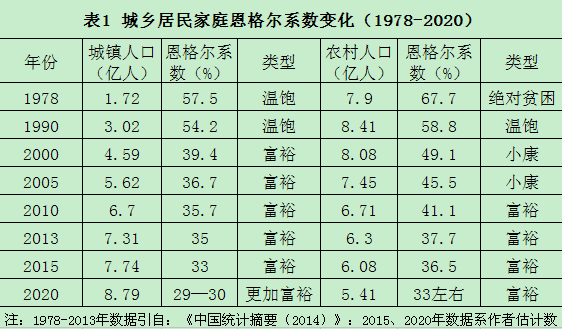 表1 城乡居民家庭恩格尔系数变化（1978-2020）
年份 城镇人口（亿人） 恩格尔系数（%） 类型 农村人口（亿人） 恩格尔系数（%） 类型
1978 1.72 57.5 温饱 7.9 67.7 绝对贫困
1990 3.02 54.2 温饱 8.41 58.8 温饱
2000 4.59 39.4 富裕 8.08 49.1 小康
2005 5.62 36.7 富裕 7.45 45.5 小康
2010 6.7 35.7 富裕 6.71 41.1 富裕
2013 7.31 35 富裕 6.3 37.7 富裕
2015 7.74 33 富裕 6.08 36.5 富裕
2020 8.79 29—30 更加富裕 5.41 33左右 富裕
注：1978-2013年数据引自：《中国统计摘要（2014）》：2015、2020年数据系作者估计数